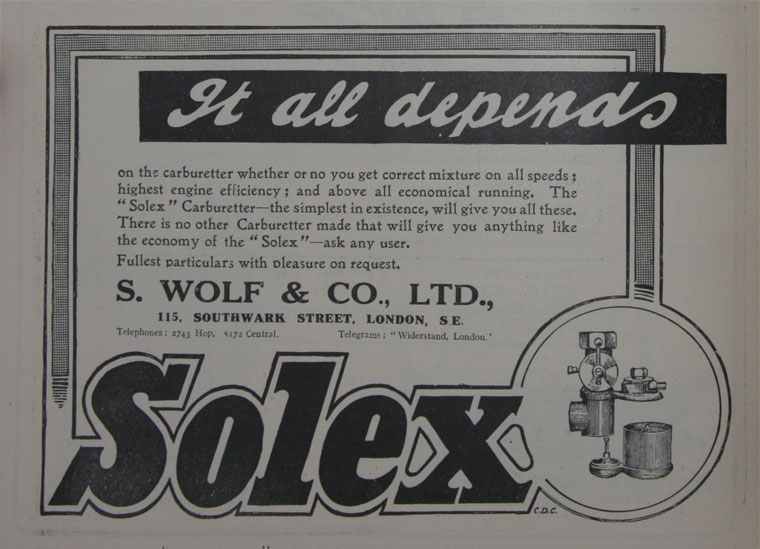 It all depends
on the carburetter whether or no you get correct mixture on all speeds;
highest engine efficiency; and above all economical running. The
"Solex" Carburetter—the simplest in existence, will give you all these.
There is no other Carburetter made that will give you anything like
the economy of the "Solex"—ask any user.
Fullest particulars with pleasure on request.
S. WOLF & CO., LTD.,
115, SOUTHWARK STREET, LONDON, S.E.
Telephones: 2743 Hop, 5172 Central. Telegrams: "Widerstand, London."
Solex
C.D.C.